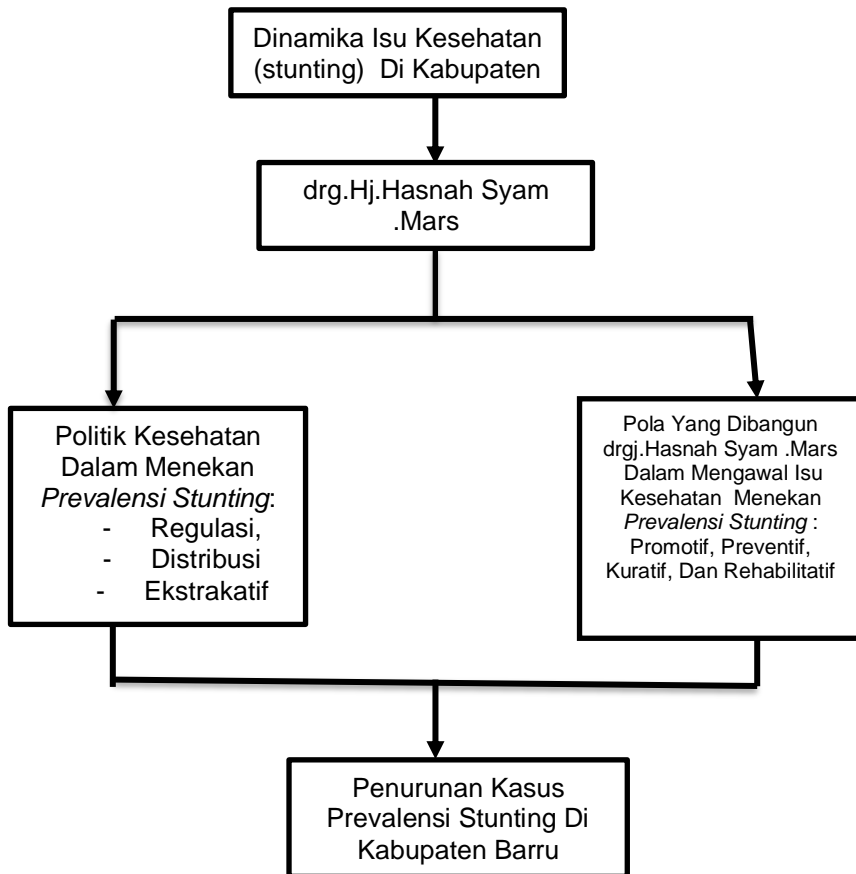 Dinamika Isu Kesehatan
(stunting) Di Kabupaten
drg.Hj.Hasnah Syam
.Mars
Politik Kesehatan
Dalam Menekan
Prevalensi Stunting:
- Regulasi,
- Distribusi
- Ekstrakatif
Pola Yang Dibangun
drgj.Hasnah Syam .Mars
Dalam Mengawal Isu
Kesehatan Menekan
Prevalensi Stunting :
Promotif, Preventif,
Kuratif, Dan Rehabilitatif
Penurunan Kasus
Prevalensi Stunting Di
Kabupaten Barru